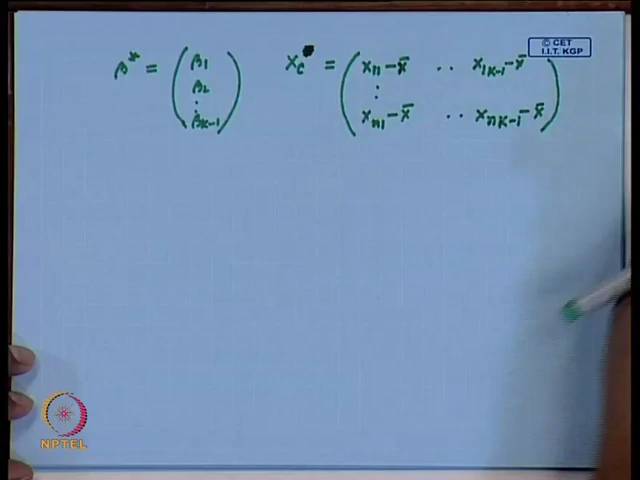 © CET
I.I.T. KGP
β* = (β1 β2 : βk-1)
Xc = (x11 - x̄ .. x1k-1 - x̄ : xn1 - x̄ .. xnk-1 - x̄)
NPTEL